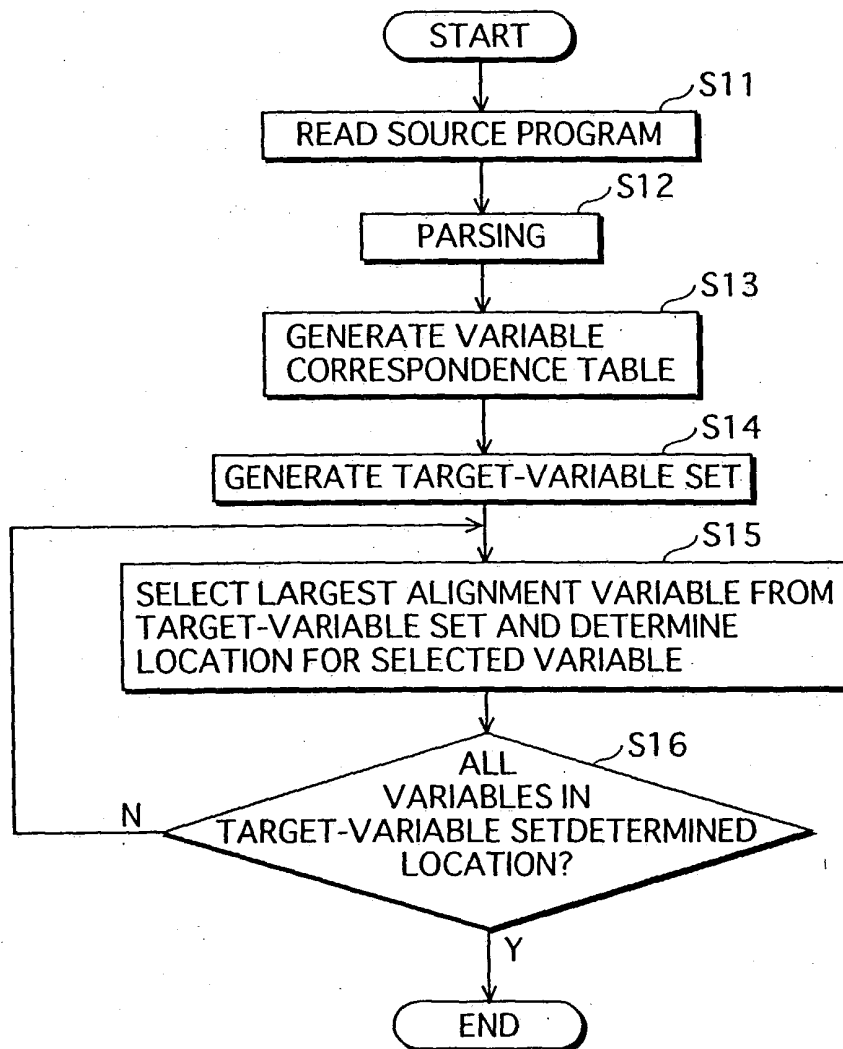 START
S11
READ SOURCE PROGRAM
S12
PARSING
S13
GENERATE VARIABLE
CORRESPONDENCE TABLE
S14
GENERATE TARGET-VARIABLE SET
S15
SELECT LARGEST ALIGNMENT VARIABLE FROM
TARGET-VARIABLE SET AND DETERMINE
LOCATION FOR SELECTED VARIABLE
S16
ALL
VARIABLES IN
TARGET-VARIABLE SETDETERMINED
LOCATION?
N
Y
END